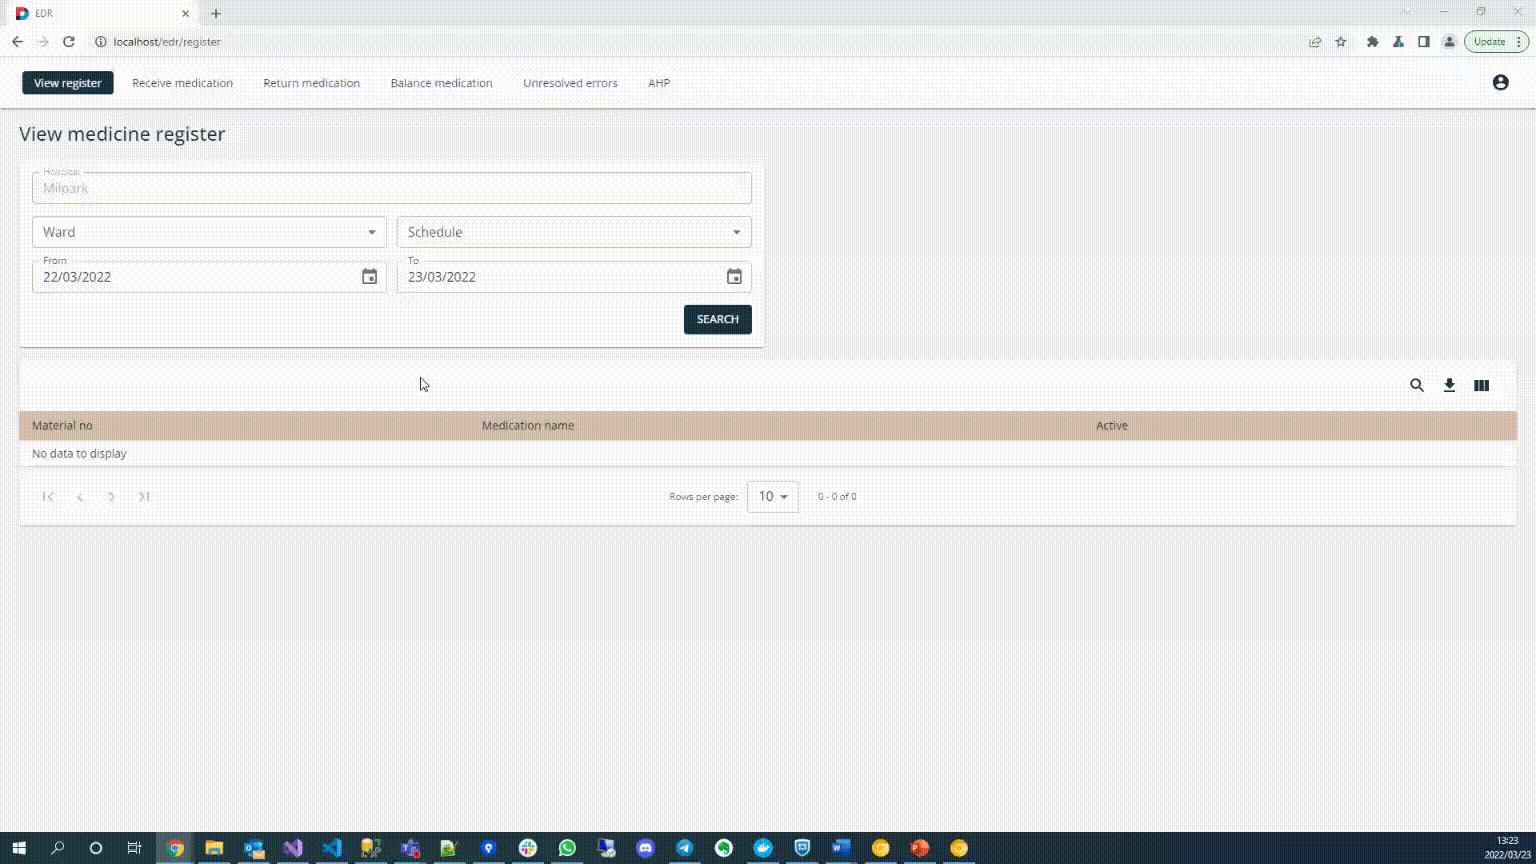 EDR
localhost/edr/register
Update
View register Receive medication Return medication Balance medication Unresolved errors AHP
View medicine register
Hospital
Milpark
Ward Schedule
From To
22/03/2022 23/03/2022
SEARCH
Material no Medication name Active
No data to display
Rows per page: 10 0 - 0 of 0
13:23
2022/03/23